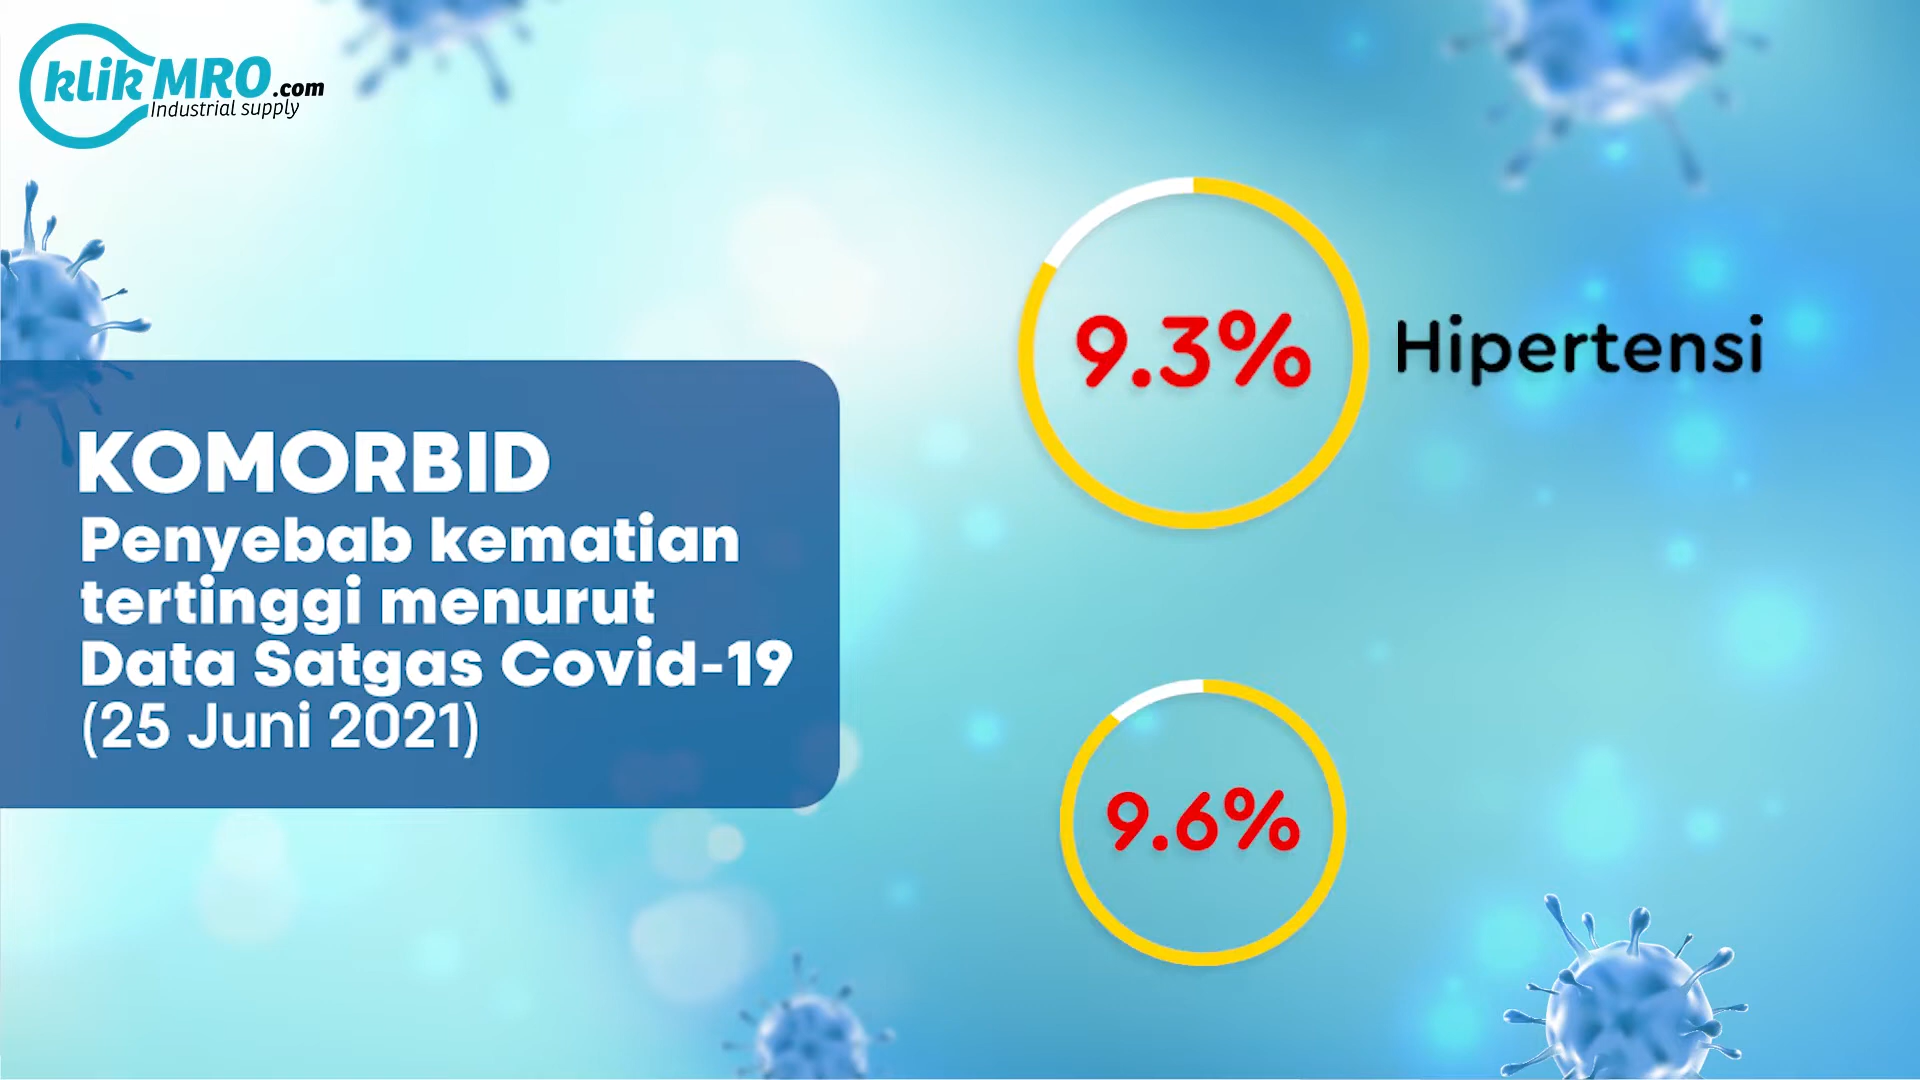 klikMRO.com
Industrial supply
9.3%
Hipertensi
KOMORBID
Penyebab kematian
tertinggi menurut
Data Satgas Covid-19
(25 Juni 2021)
9.6%